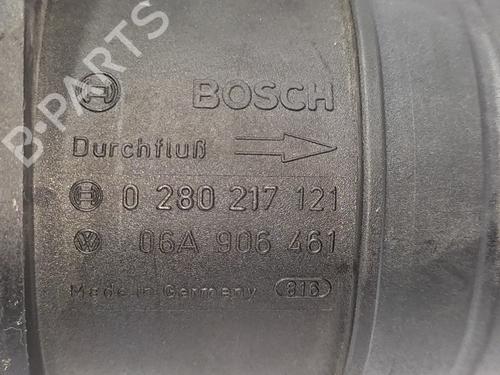 B-PARTS
BOSCH
Durchfluß
0 280 217 121
06A 906 461
Made in Germany 816